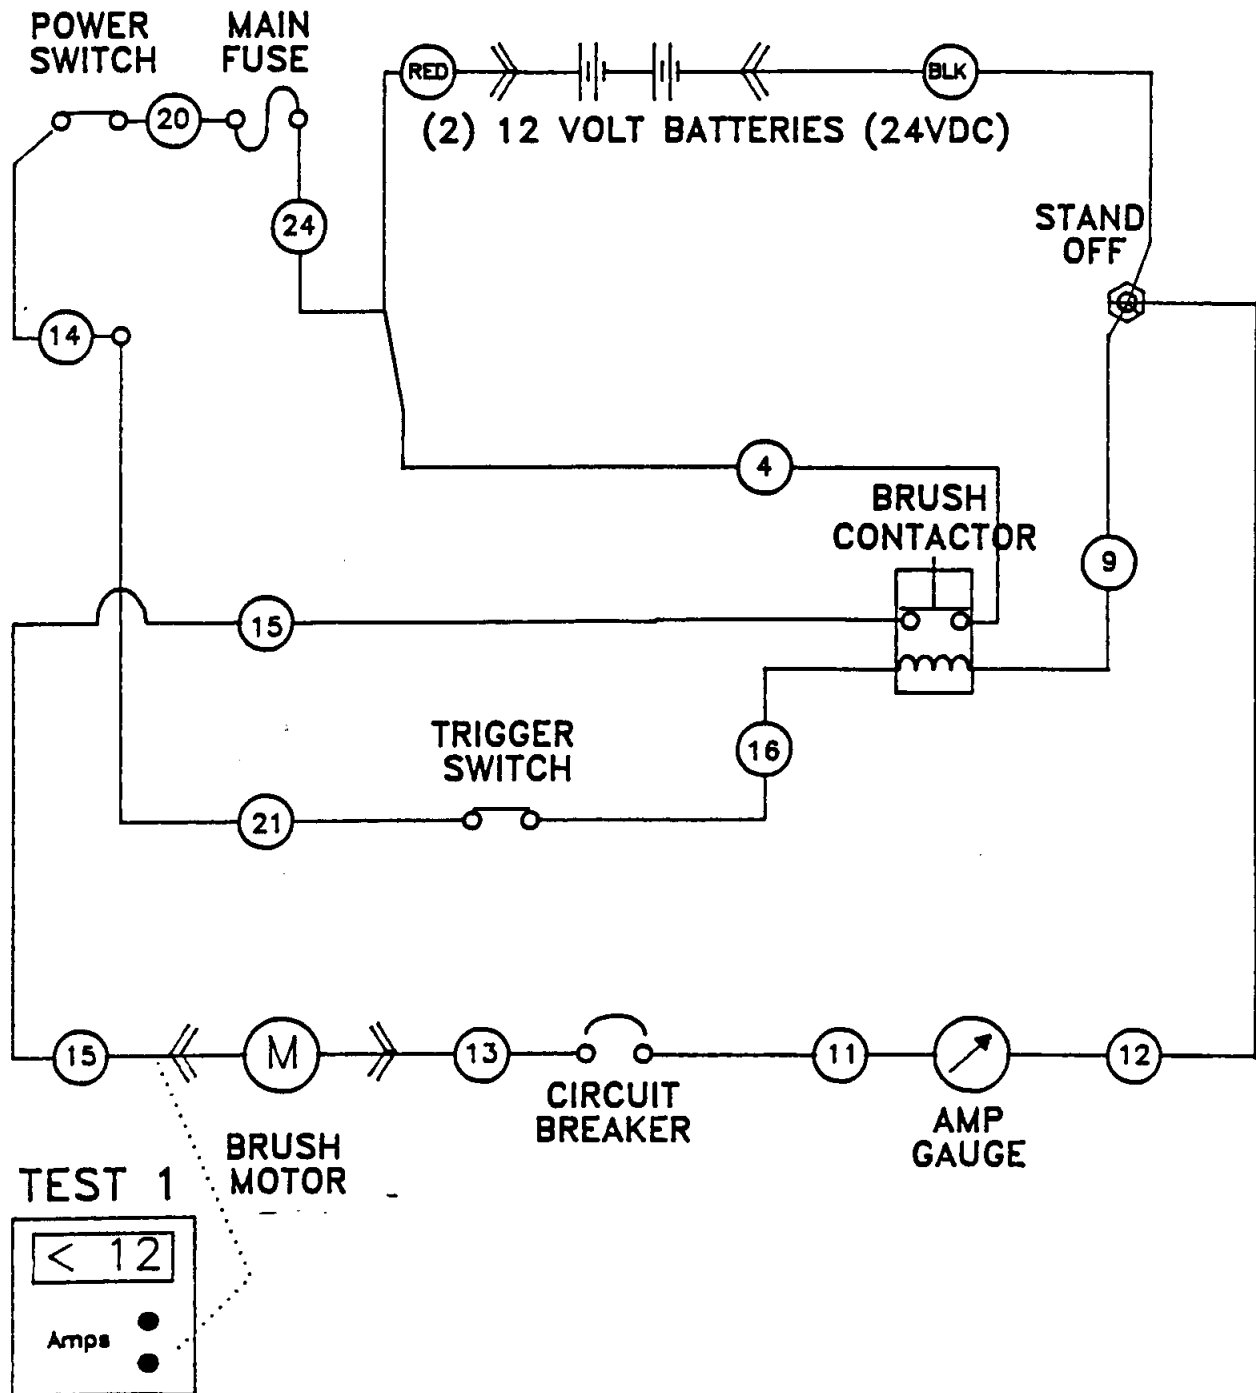 POWER
SWITCH
MAIN
FUSE
RED
BLK
20
(2) 12 VOLT BATTERIES (24VDC)
24
STAND
OFF
14
4
BRUSH
CONTACTOR
9
15
TRIGGER
SWITCH
16
21
15
M
13
11
12
CIRCUIT
BREAKER
AMP
GAUGE
BRUSH
MOTOR
TEST 1
< 12
Amps